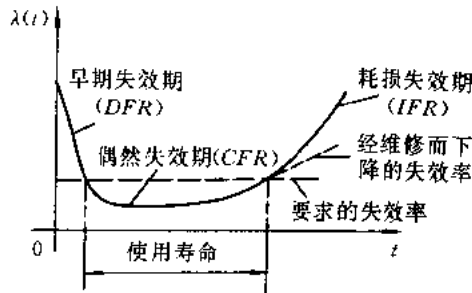 λ(t)
早期失效期
(DFR)
耗损失效期
(IFR)
偶然失效期(CFR)
经维修而下
降的失效率
要求的失效率
0
使用寿命
t